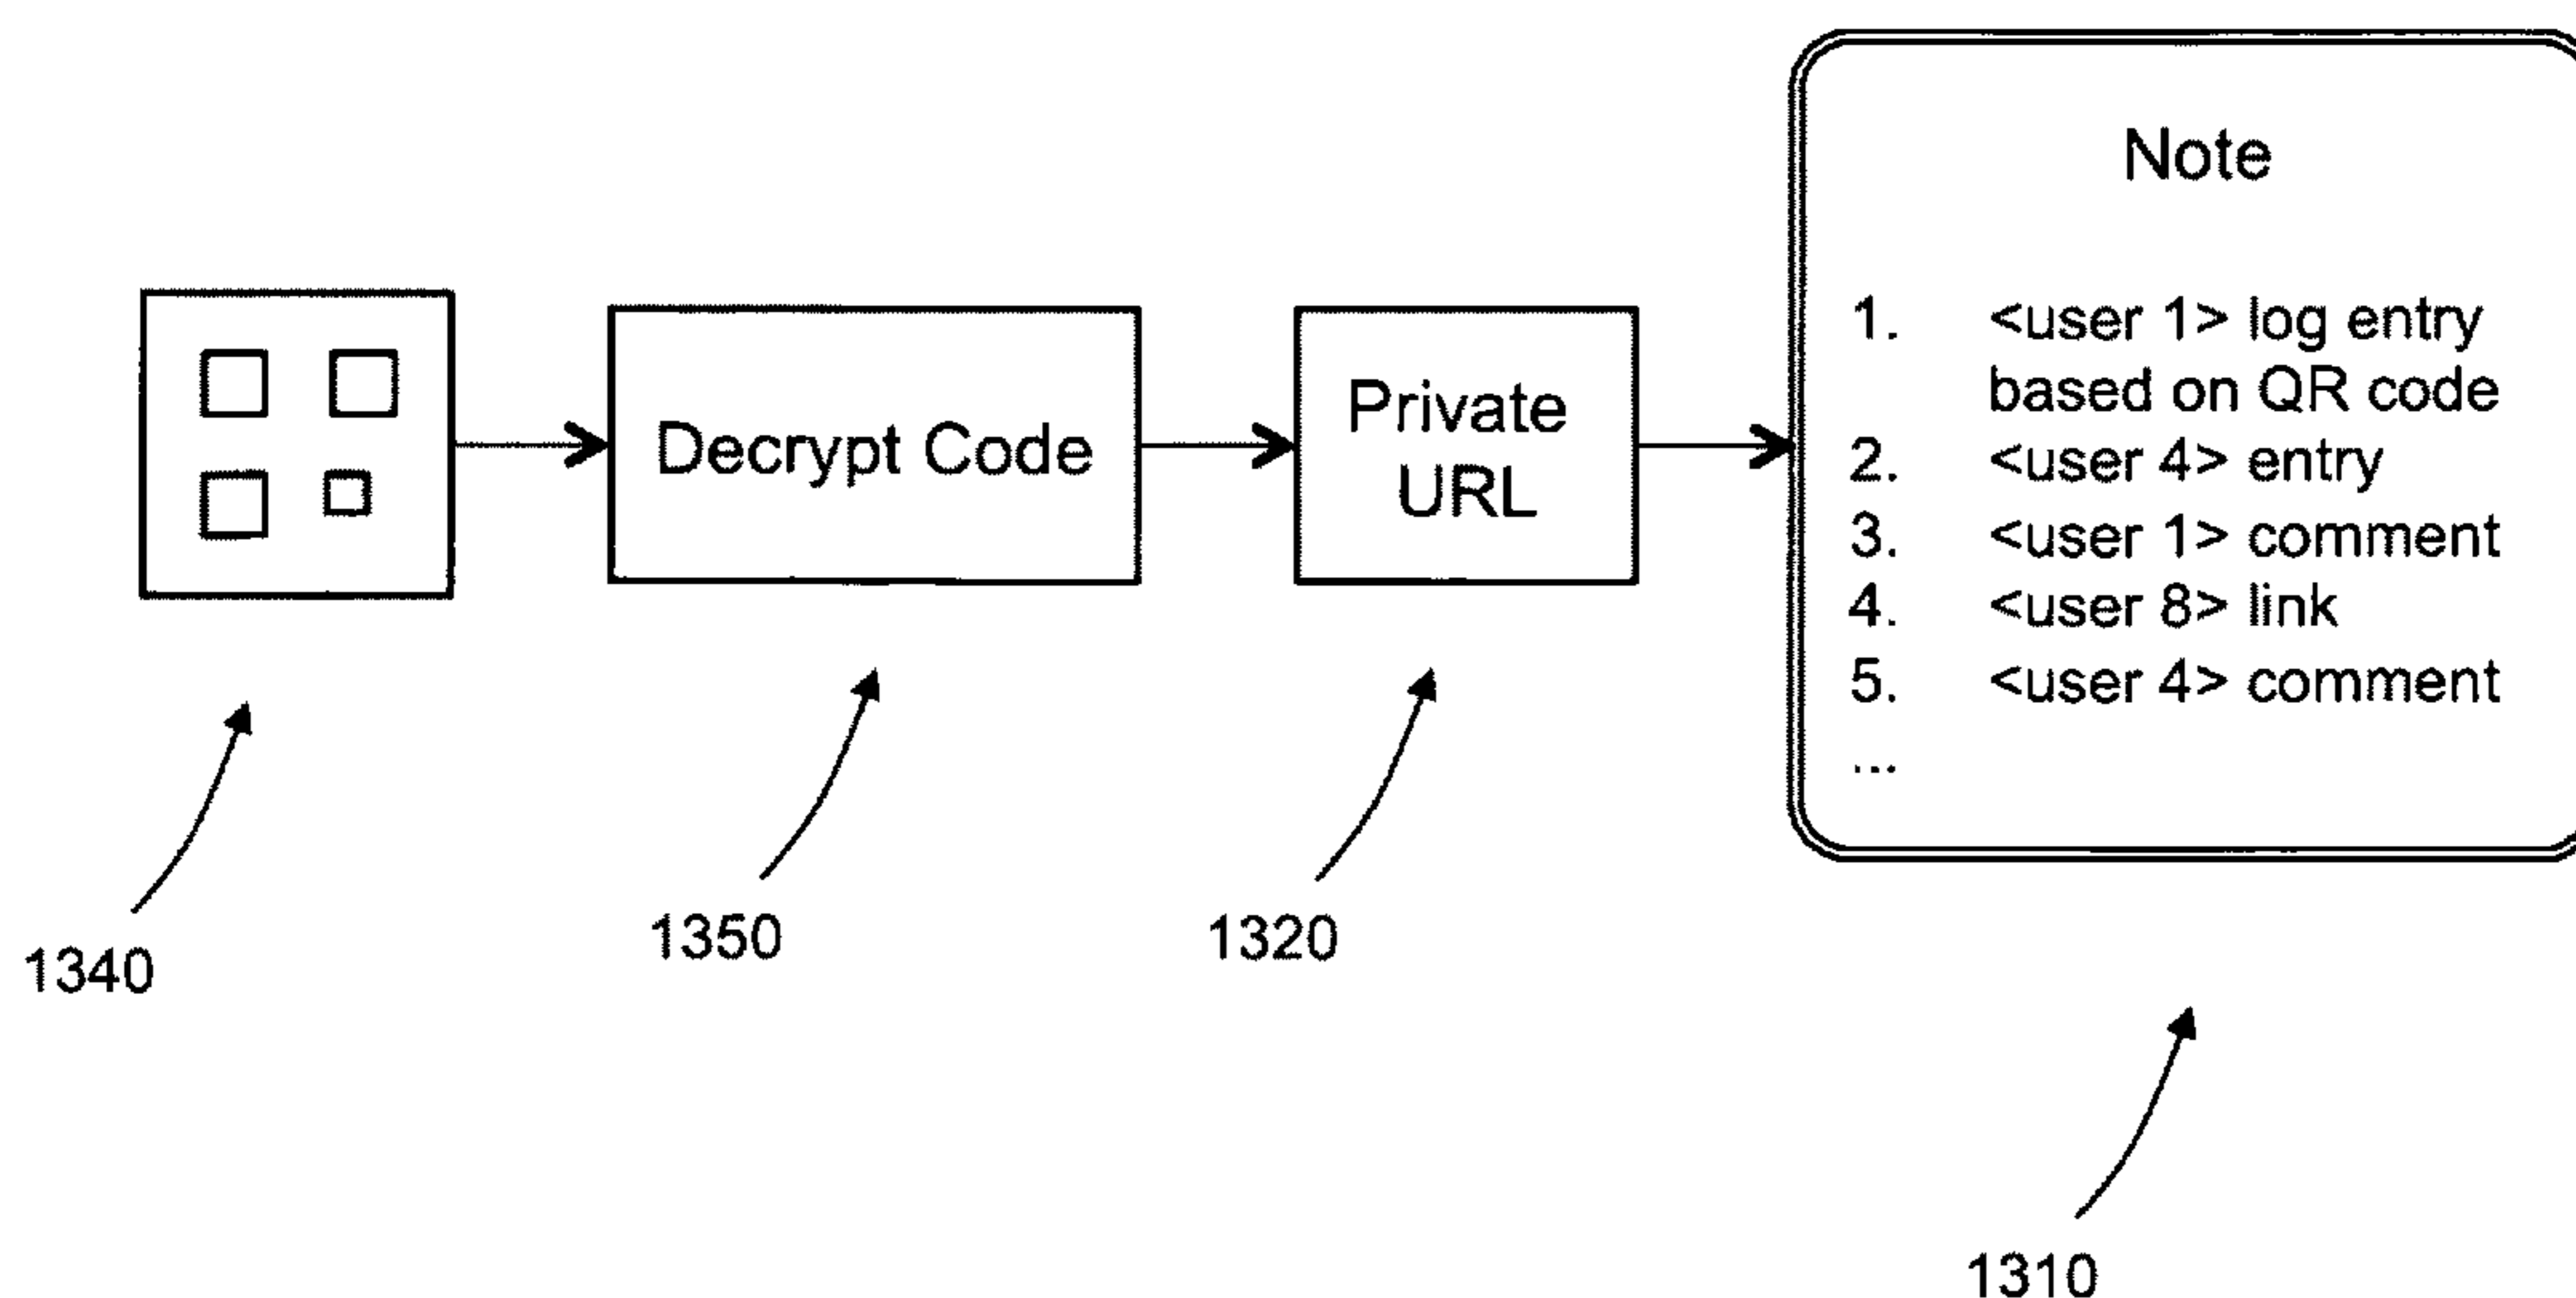 Note
1. <user 1> log entry
based on QR code
2. <user 4> entry
3. <user 1> comment
4. <user 8> link
5. <user 4> comment
...
Decrypt Code
Private
URL
1340
1350
1320
1310